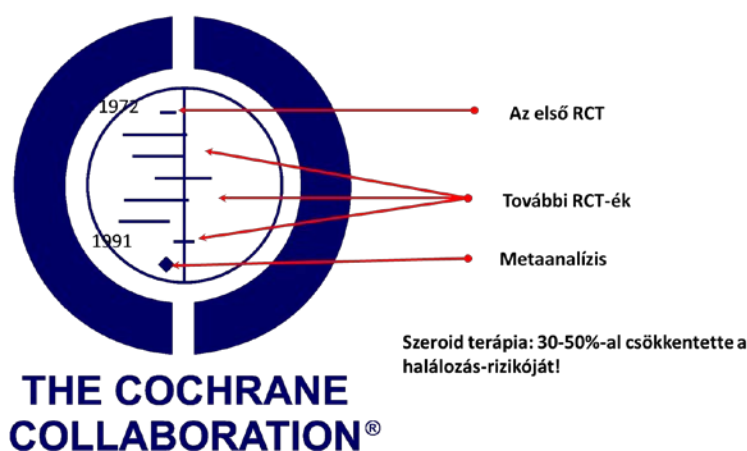 1972
Az első RCT
További RCT-ék
1991
Metaanalízis
Szeroid terápia: 30-50%-al csökkentette a
halálozás-rizikóját!
THE COCHRANE
COLLABORATION®